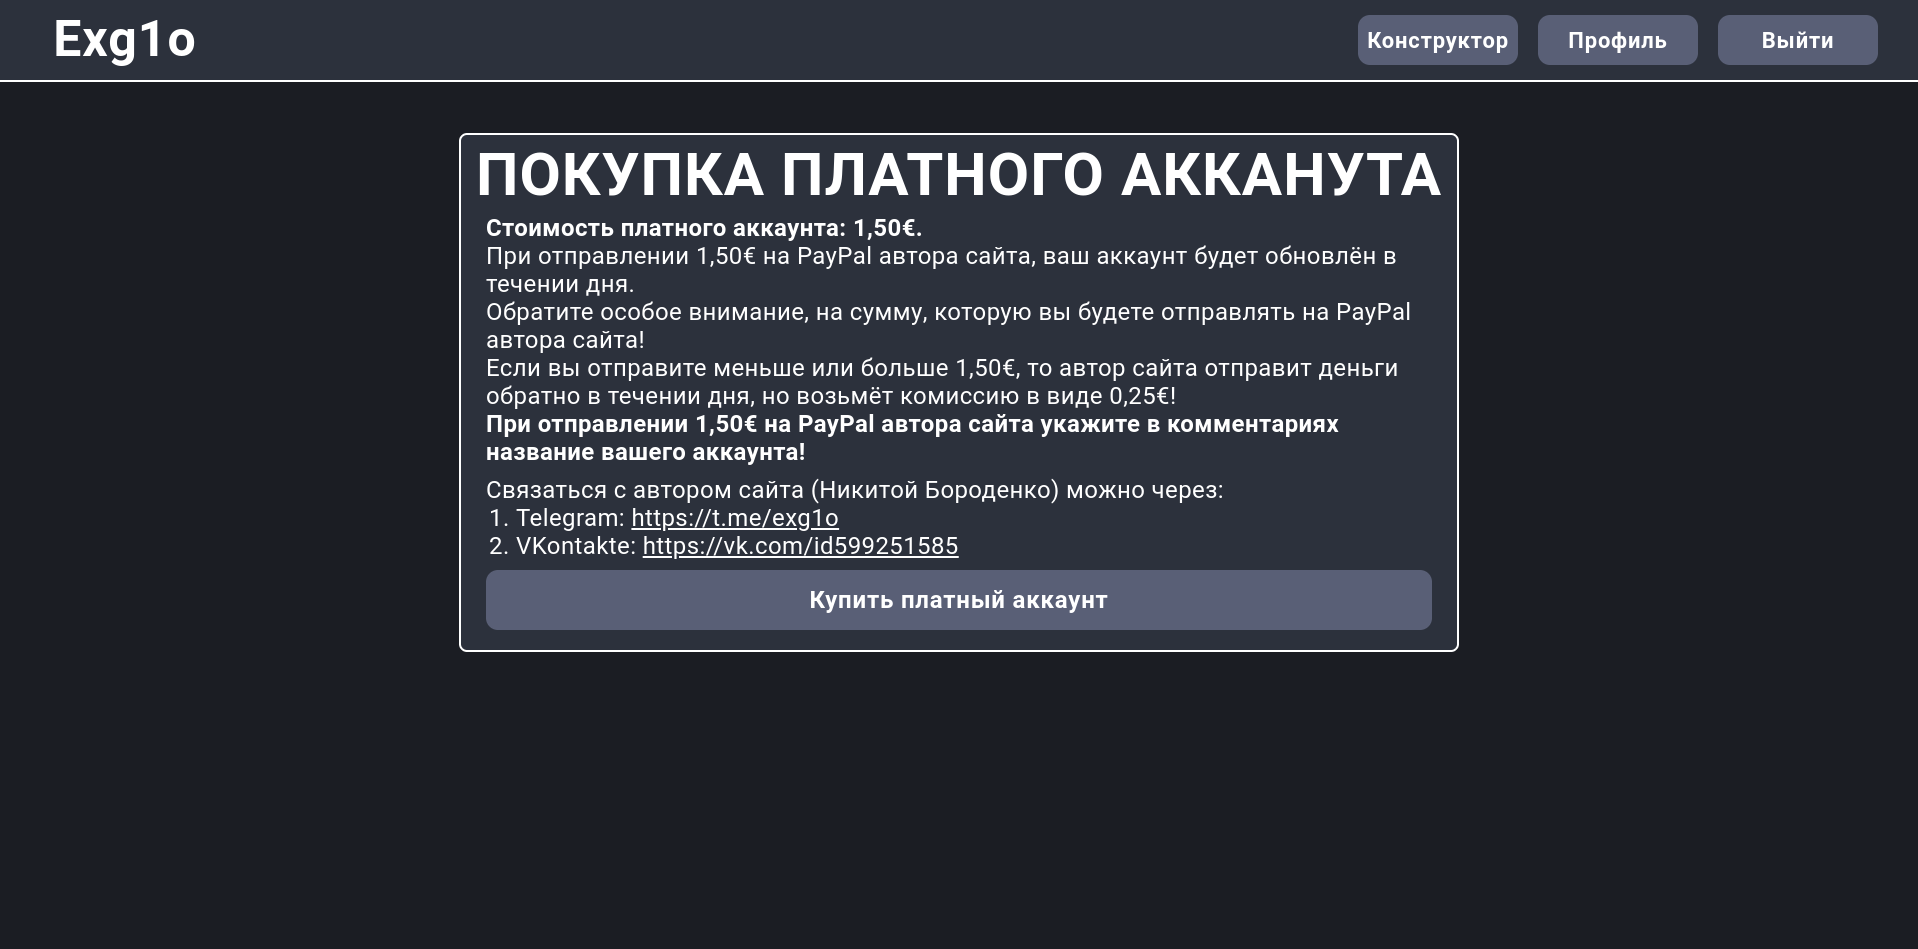 Exg1o
Конструктор
Профиль
Выйти
ПОКУПКА ПЛАТНОГО АККАНУТА
Стоимость платного аккаунта: 1,50€.
При отправлении 1,50€ на PayPal автора сайта, ваш аккаунт будет обновлён в
течении дня.
Обратите особое внимание, на сумму, которую вы будете отправлять на PayPal
автора сайта!
Если вы отправите меньше или больше 1,50€, то автор сайта отправит деньги
обратно в течении дня, но возьмёт комиссию в виде 0,25€!
При отправлении 1,50€ на PayPal автора сайта укажите в комментариях
название вашего аккаунта!
Связаться с автором сайта (Никитой Бороденко) можно через:
1. Telegram: https://t.me/exg1o
2. VKontakte: https://vk.com/id599251585
Купить платный аккаунт